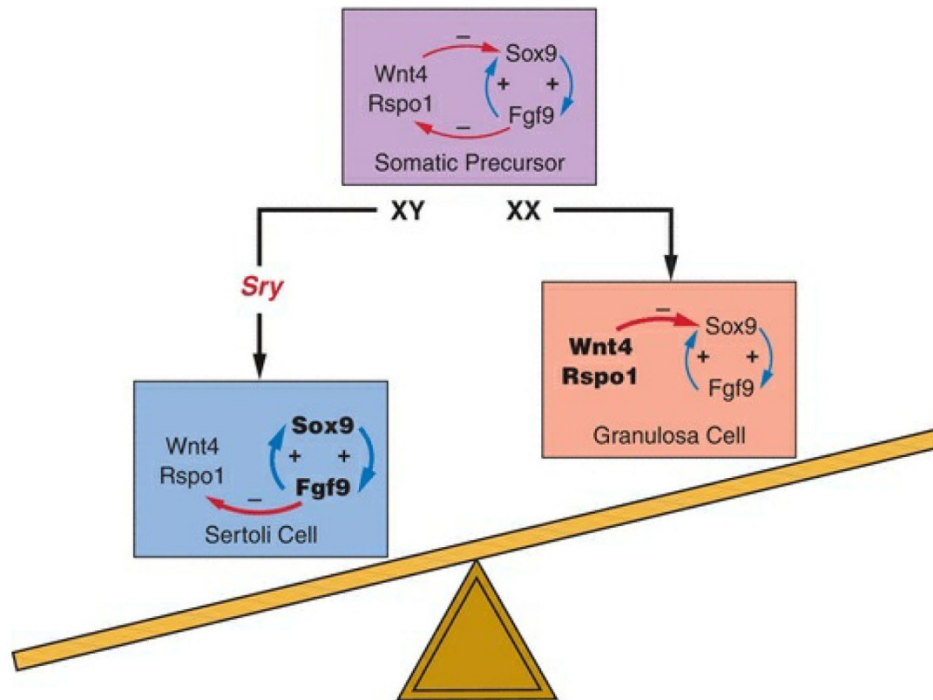 –
Sox9
Wnt4
+ +
Rspo1
Fgf9
–
Somatic Precursor
XY XX
Sry
–
Sox9
Wnt4
+ +
Rspo1
Fgf9
Granulosa Cell
Sox9
Wnt4
+ +
Rspo1
Fgf9
–
Sertoli Cell